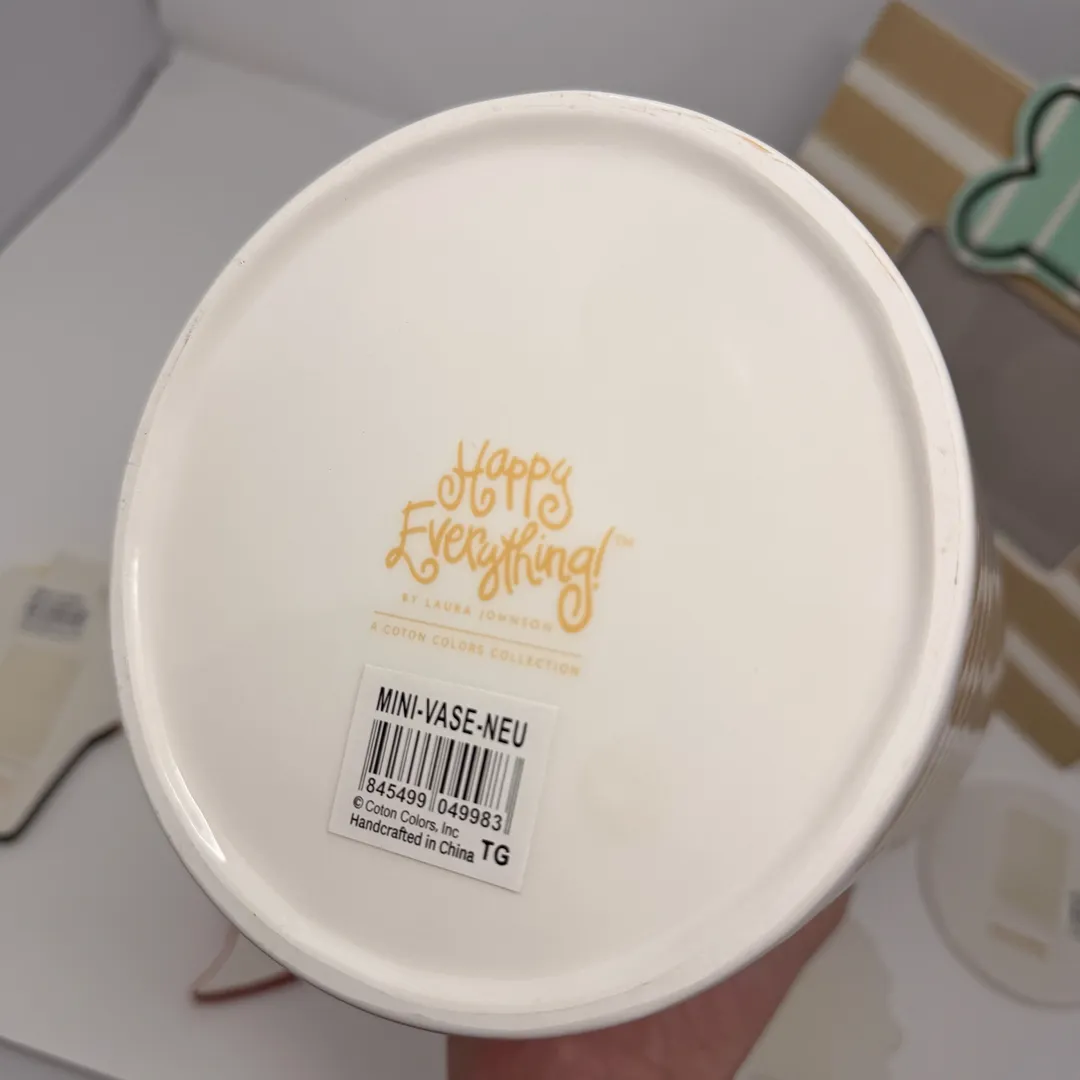 Happy
Everything!™
BY LAURA JOHNSON
A COTON COLORS COLLECTION
MINI-VASE-NEU
845499 049983
© Coton Colors, Inc
Handcrafted in China TG